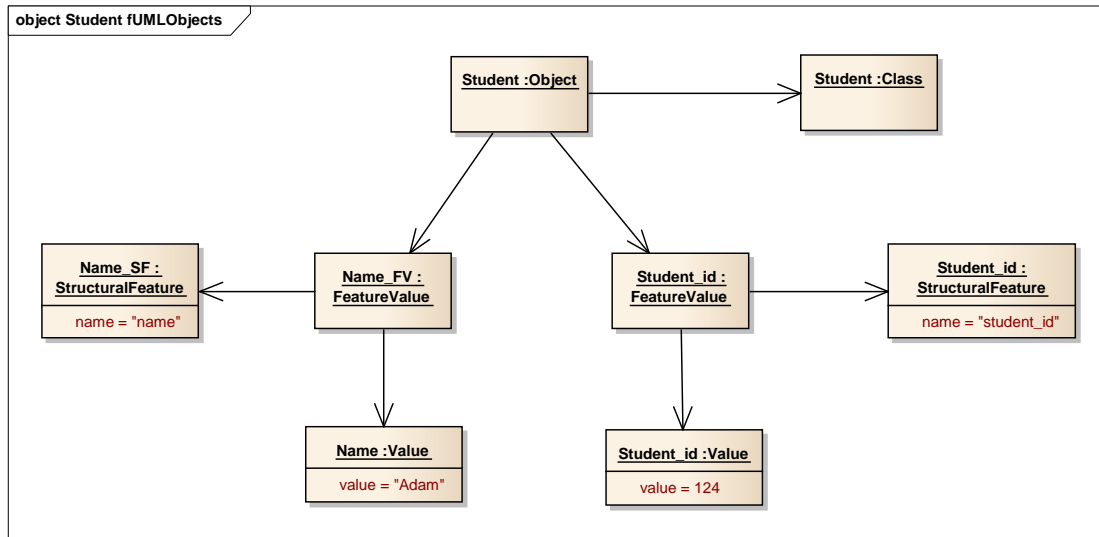 object Student fUMLObjects
Student :Object
Student :Class
Name_SF :
StructuralFeature
name = "name"
Name_FV :
FeatureValue
Student_id :
FeatureValue
Student_id :
StructuralFeature
name = "student_id"
Name :Value
value = "Adam"
Student_id :Value
value = 124